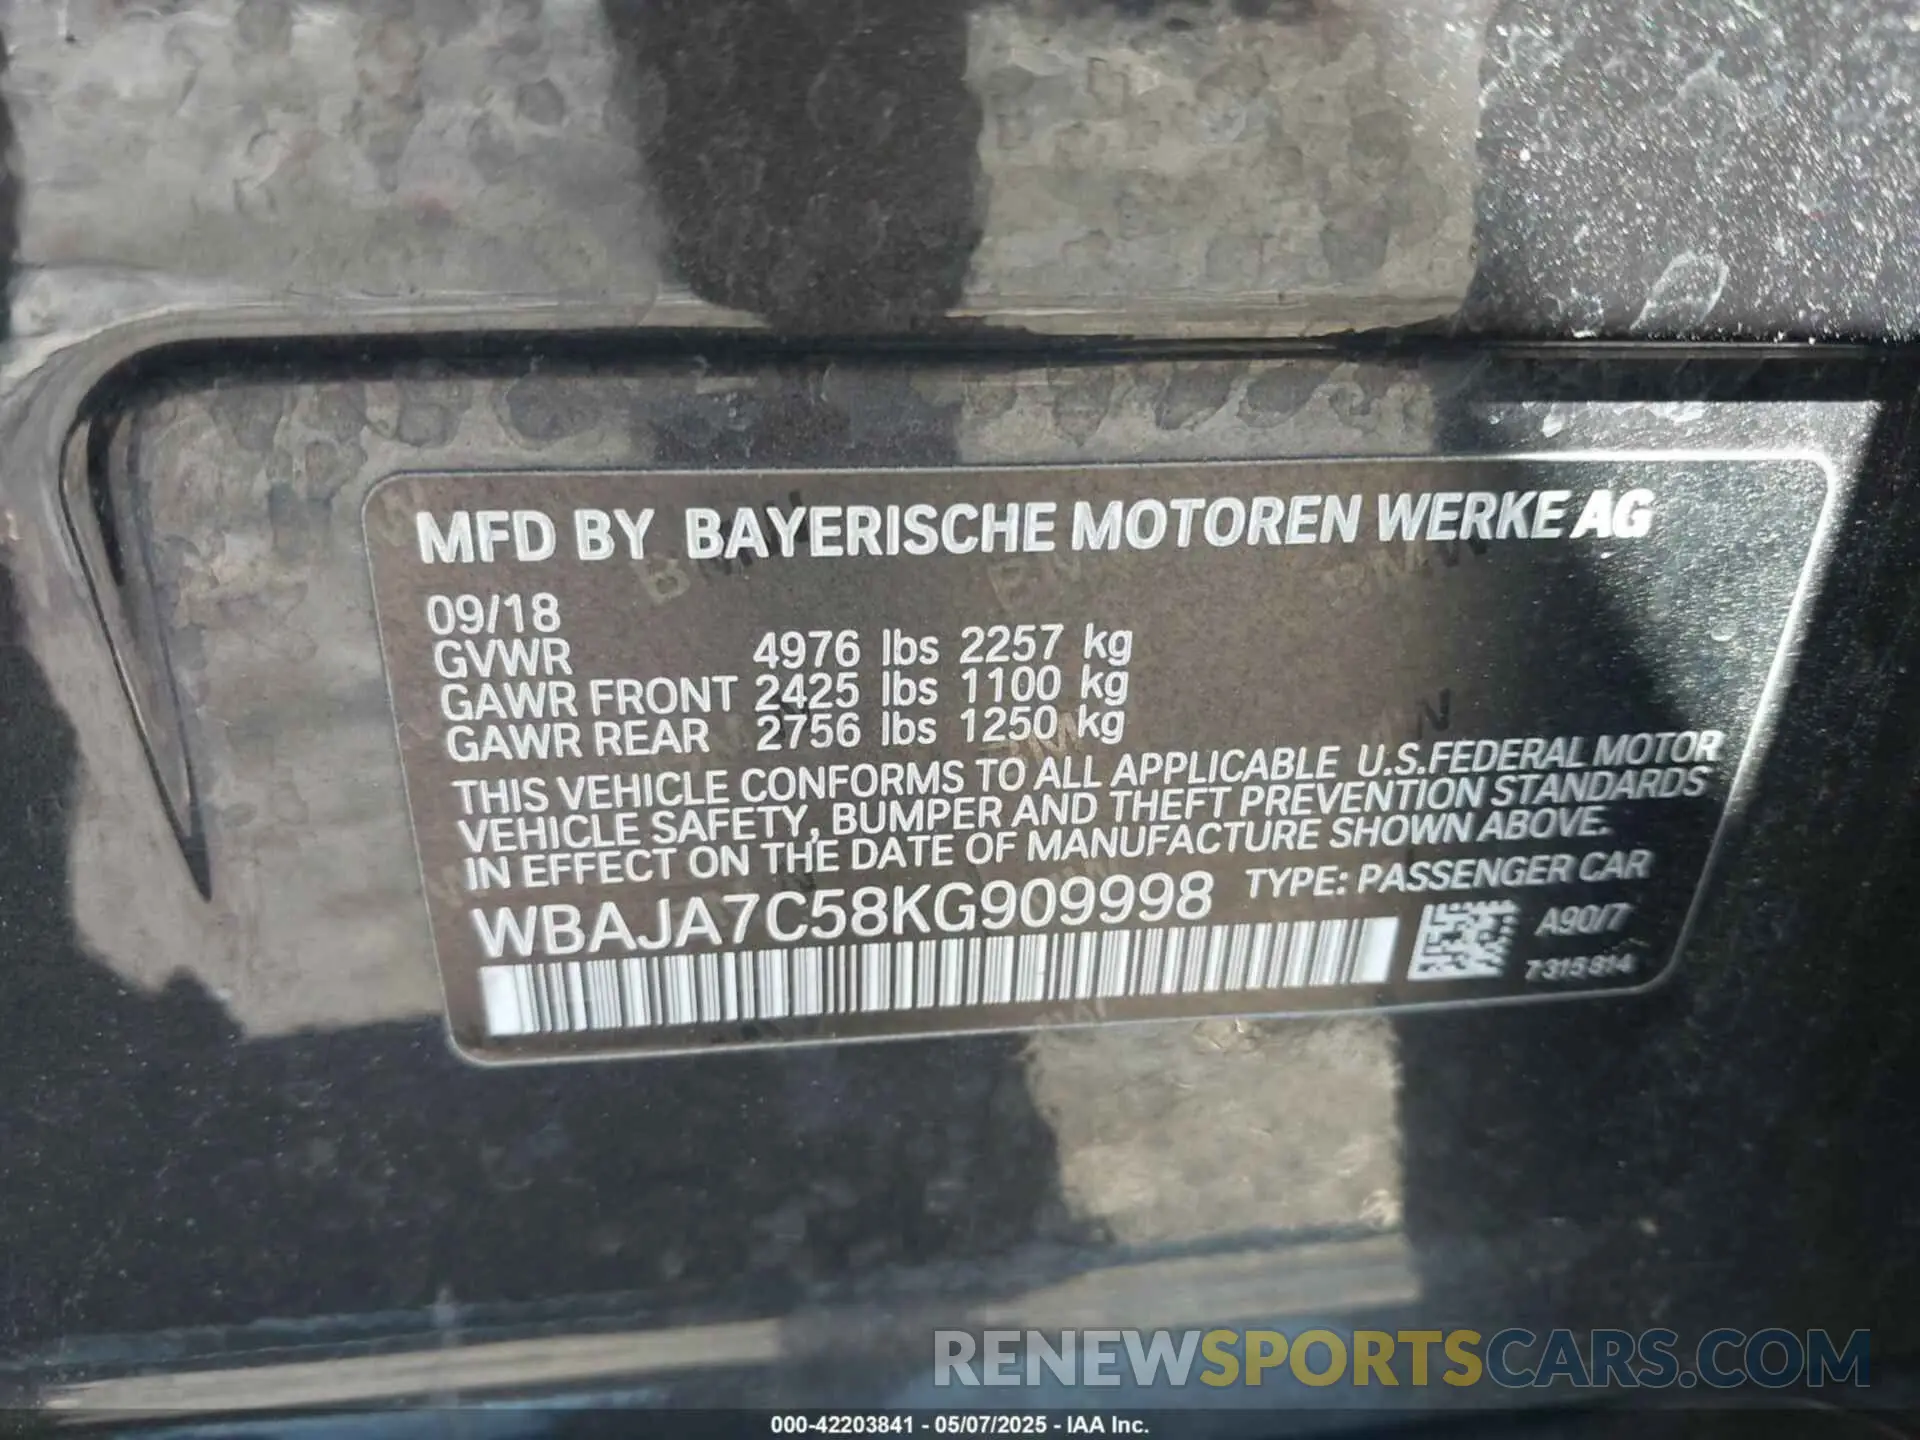 MFD BY BAYERISCHE MOTOREN WERKE AG
09/18
GVWR 4976 lbs 2257 kg
GAWR FRONT 2425 lbs 1100 kg
GAWR REAR 2756 lbs 1250 kg
THIS VEHICLE CONFORMS TO ALL APPLICABLE U.S.FEDERAL MOTOR
VEHICLE SAFETY, BUMPER AND THEFT PREVENTION STANDARDS
IN EFFECT ON THE DATE OF MANUFACTURE SHOWN ABOVE.
WBAJA7C58KG909998 TYPE: PASSENGER CAR
A90/7
7315814
RENEWSPORTSCARS.COM
000-42203841 - 05/07/2025 - IAA Inc.